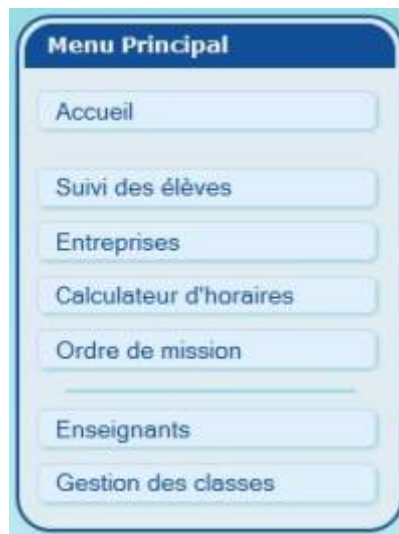 Menu Principal
Accueil
Suivi des élèves
Entreprises
Calculateur d'horaires
Ordre de mission
Enseignants
Gestion des classes